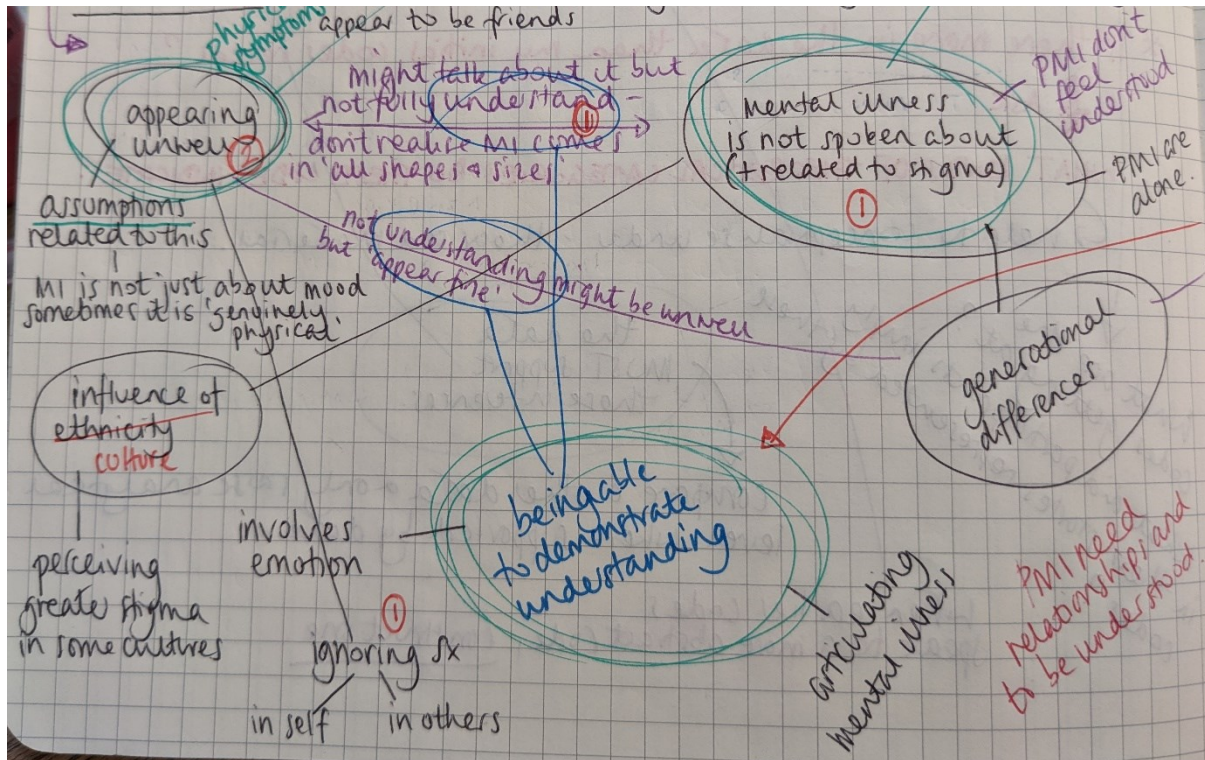 appear to be friends
physic
symptom
appearing
unwell
②
might talk about it but
not fully understand -
①
don't realise MI comes
in 'all shapes & sizes'
mental illness
is not spoken about
(+ related to stigma)
①
PMI don't
feel
understood
PMI are
alone.
assumptions
related to this
MI is not just about mood
sometimes it is 'genuinely
physical'
not understanding might be unwell
but 'appear fine'
generational
differences
influence of
ethnicity
culture
perceiving
greater stigma
in some cultures
involves
emotion
①
ignoring sx
in self
in others
being able
to demonstrate
understanding
articulating
mental illness
PMI need
relationships and
to be understood.